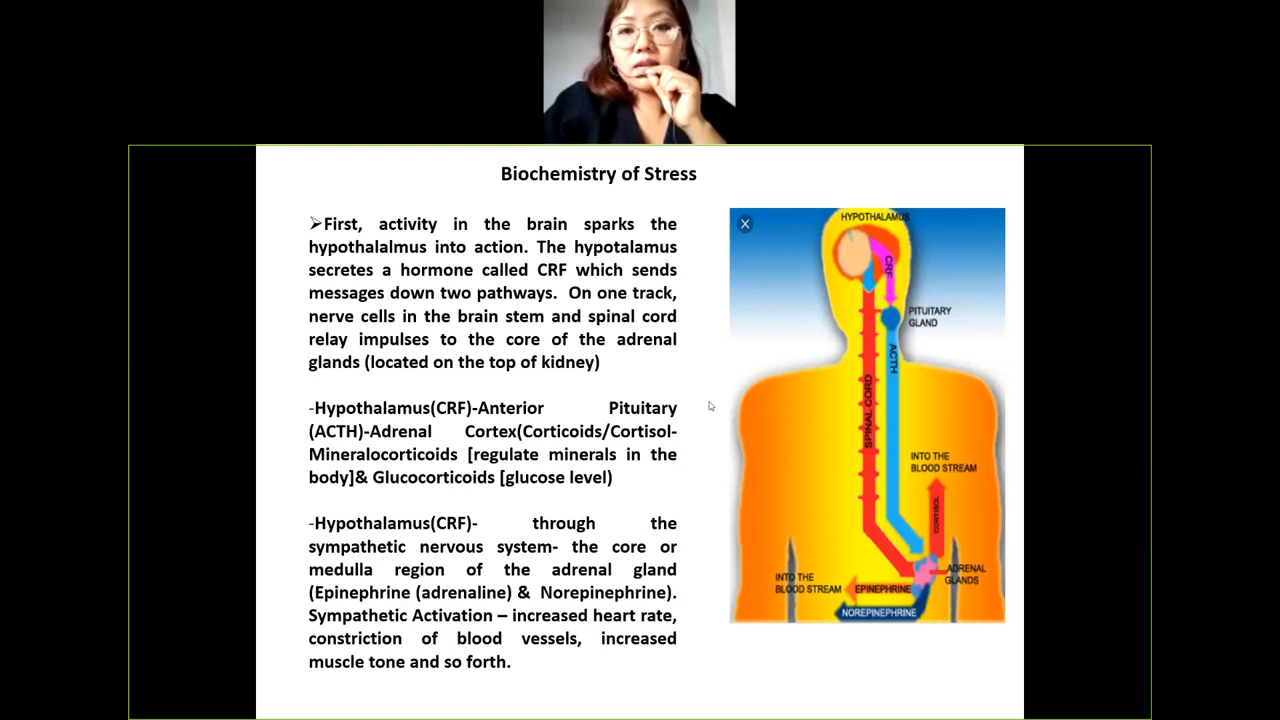 Biochemistry of Stress
➢First, activity in the brain sparks the
hypothalalmus into action. The hypotalamus
secretes a hormone called CRF which sends
messages down two pathways. On one track,
nerve cells in the brain stem and spinal cord
relay impulses to the core of the adrenal
glands (located on the top of kidney)
-Hypothalamus(CRF)-Anterior Pituitary
(ACTH)-Adrenal Cortex(Corticoids/Cortisol-
Mineralocorticoids [regulate minerals in the
body]& Glucocorticoids [glucose level)
-Hypothalamus(CRF)- through the
sympathetic nervous system- the core or
medulla region of the adrenal gland
(Epinephrine (adrenaline) & Norepinephrine).
Sympathetic Activation – increased heart rate,
constriction of blood vessels, increased
muscle tone and so forth.
HYPOTHALAMUS
CRF
PITUITARY
GLAND
ACTH
SPINAL CORD
INTO THE
BLOOD STREAM
CORTISOL
ADRENAL
GLANDS
INTO THE
BLOOD STREAM
EPINEPHRINE
NOREPINEPHRINE